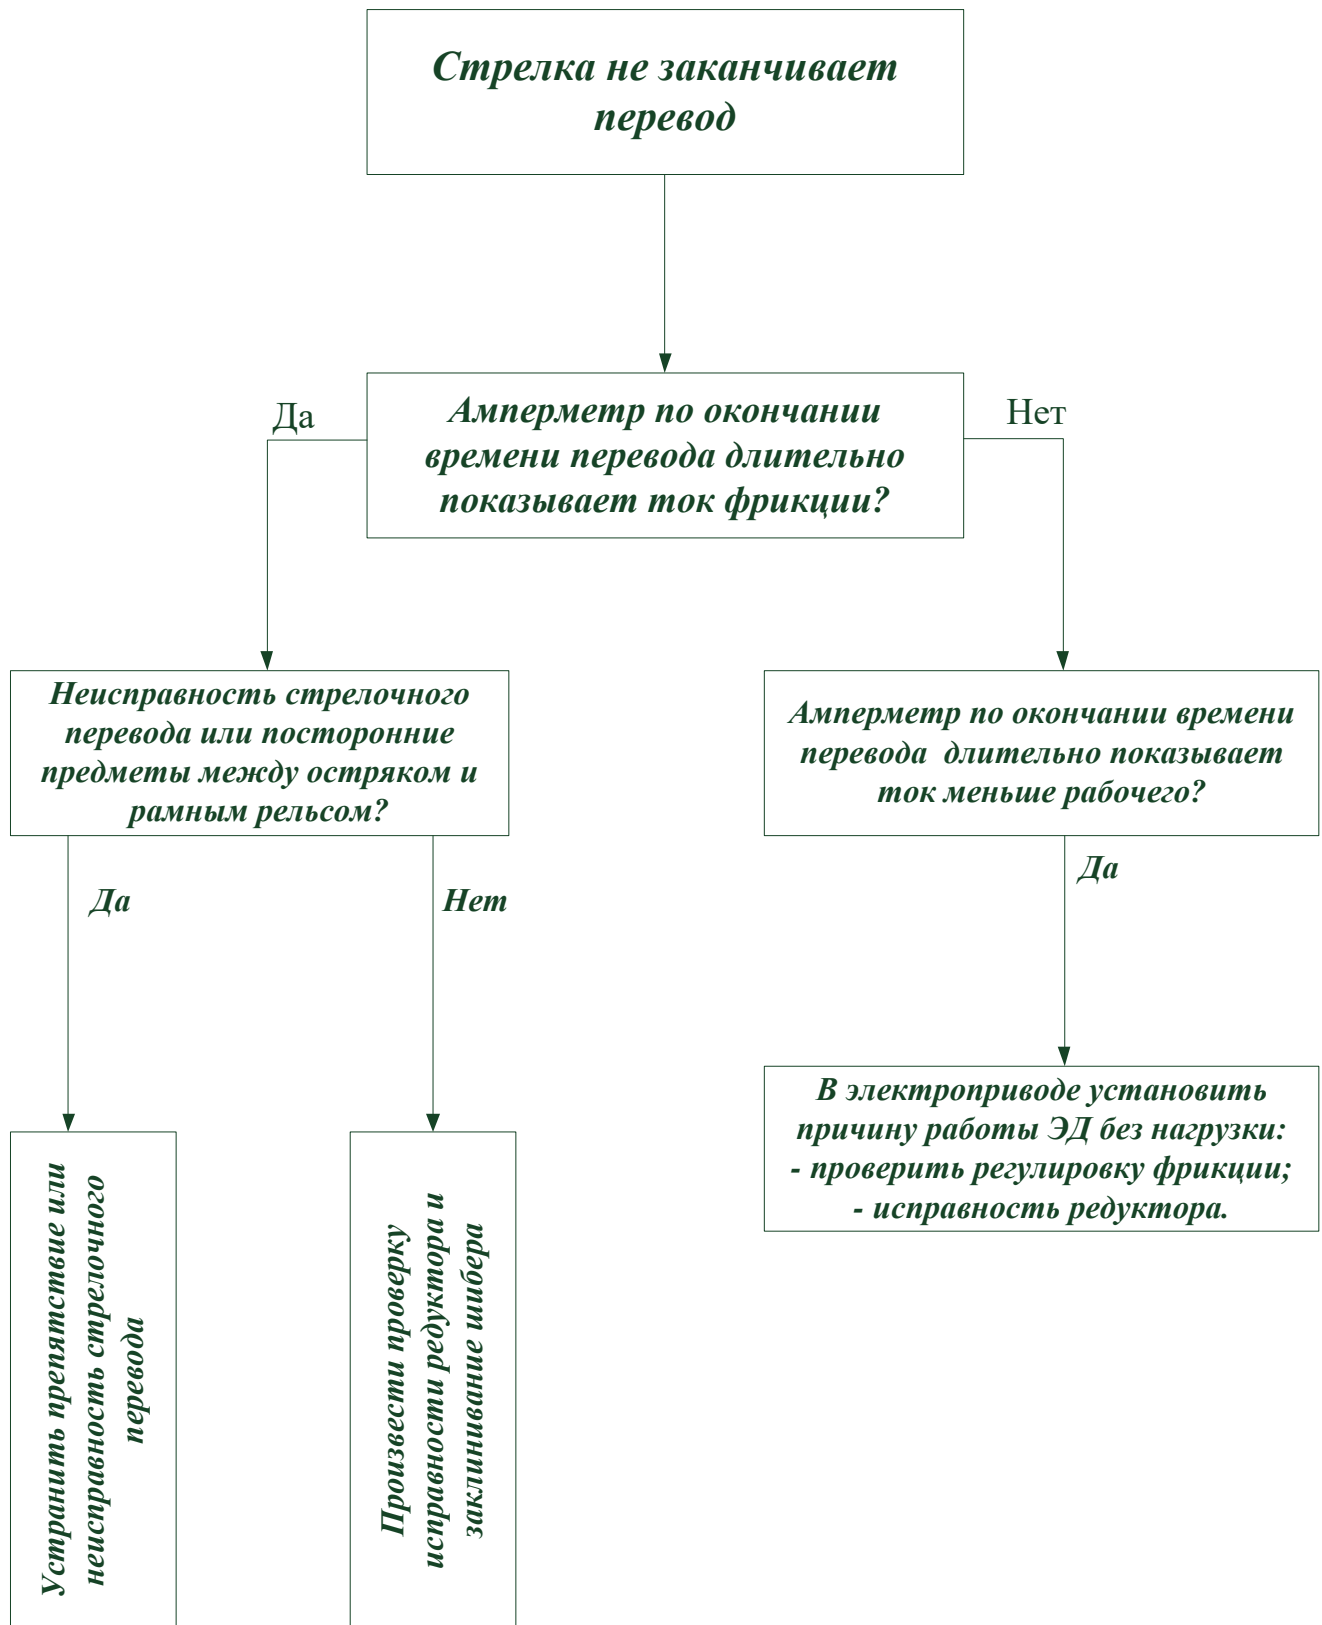 Стрелка не заканчивает
перевод
Да
Амперметр по окончании
времени перевода длительно
показывает ток фрикции?
Нет
Неисправность стрелочного
перевода или посторонние
предметы между остряком и
рамным рельсом?
Амперметр по окончании времени
перевода  длительно показывает
ток меньше рабочего?
Да
Нет
Да
Устранить препятствие или
неисправность стрелочного
перевода
Произвести проверку
исправности редуктора и
заклинивание шибера
В электроприводе установить
причину работы ЭД без нагрузки:
- проверить регулировку фрикции;
- исправность редуктора.